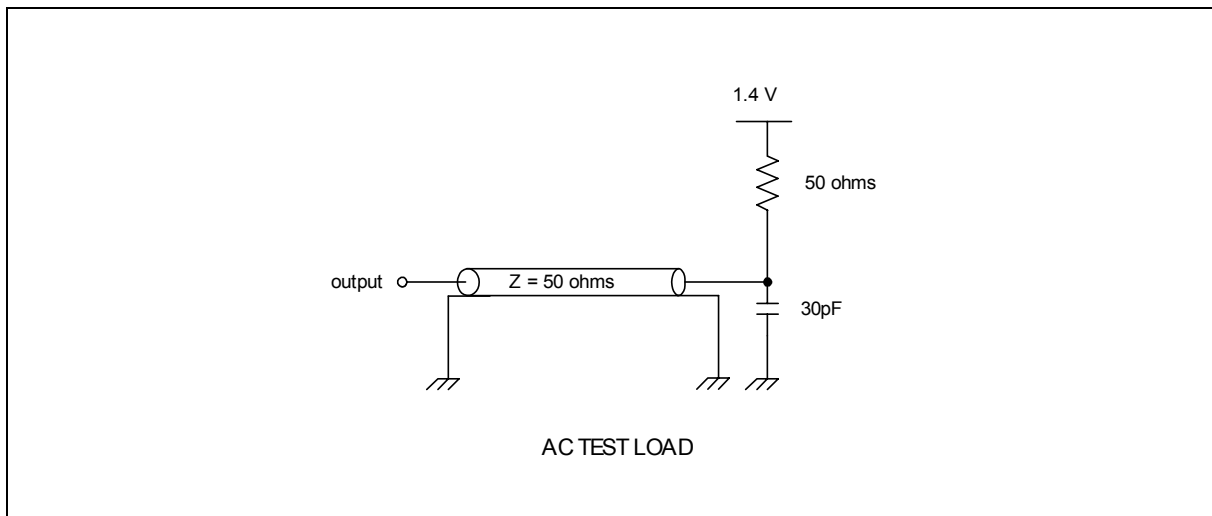 1.4 V
50 ohms
output
Z = 50 ohms
30pF
AC TEST LOAD